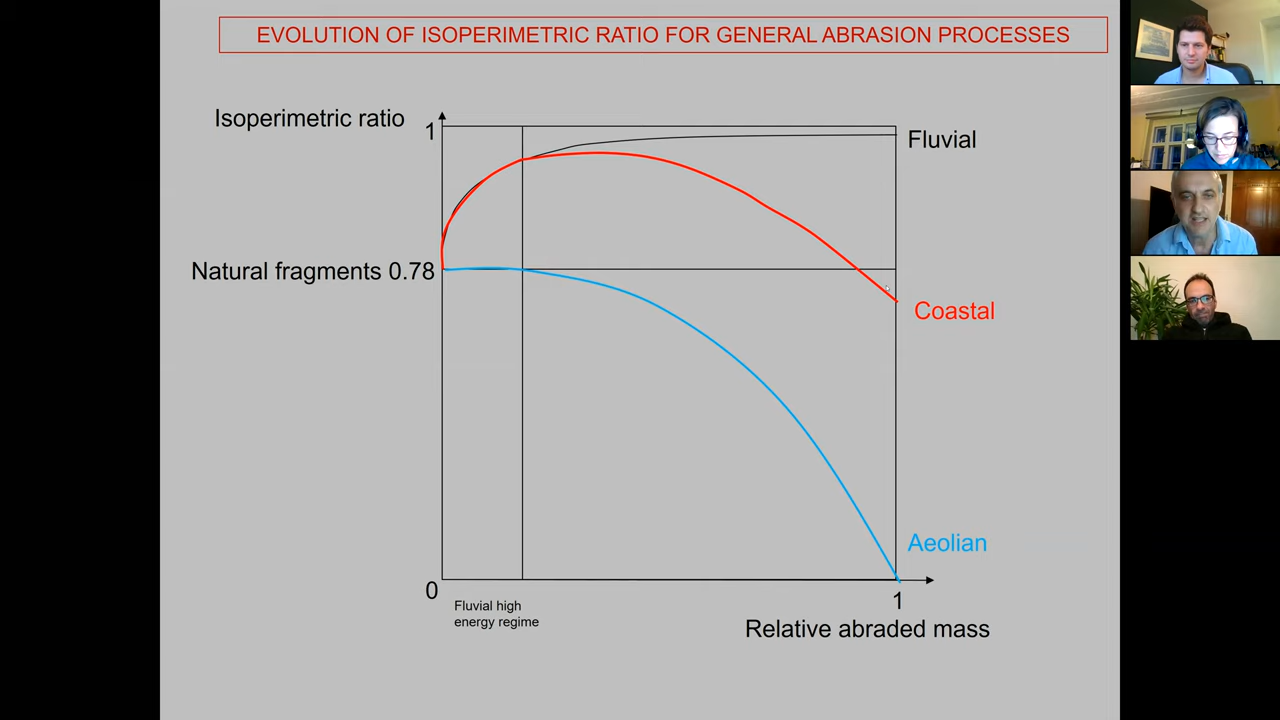 EVOLUTION OF ISOPERIMETRIC RATIO FOR GENERAL ABRASION PROCESSES
Isoperimetric ratio
1
Fluvial
Natural fragments 0.78
Coastal
Aeolian
0
Fluvial high
energy regime
1
Relative abraded mass